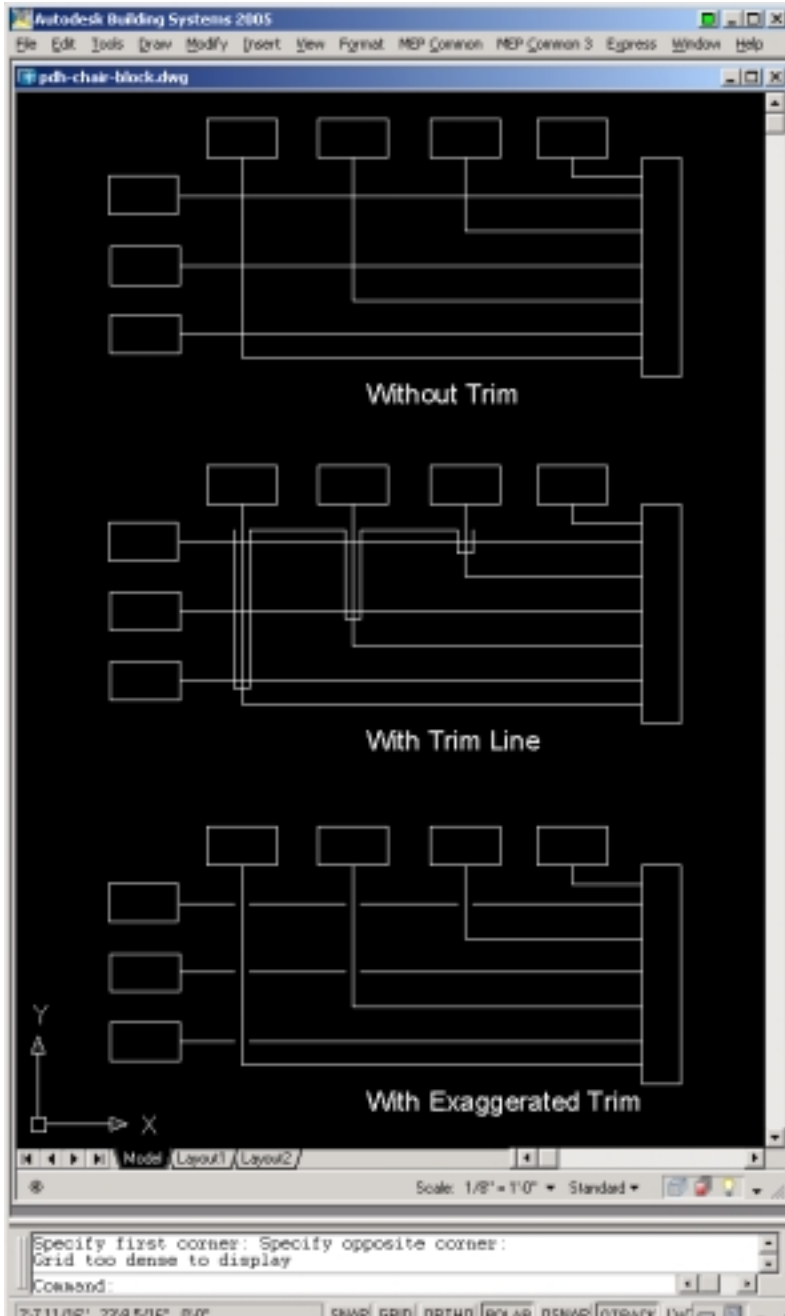 Autodesk Building Systems 2005
File Edit Tools Draw Modify Insert View Format MEP Common MEP Common 3 Express Window Help
pdh-chair-block.dwg
Without Trim
With Trim Line
With Exaggerated Trim
Y
X
Model Layout1 Layout2
Scale: 1/8" = 1'0" Standard
Specify first corner: Specify opposite corner:
Grid too dense to display
Command:
SNAP GRID ORTHO POLAR OSNAP OTRACK